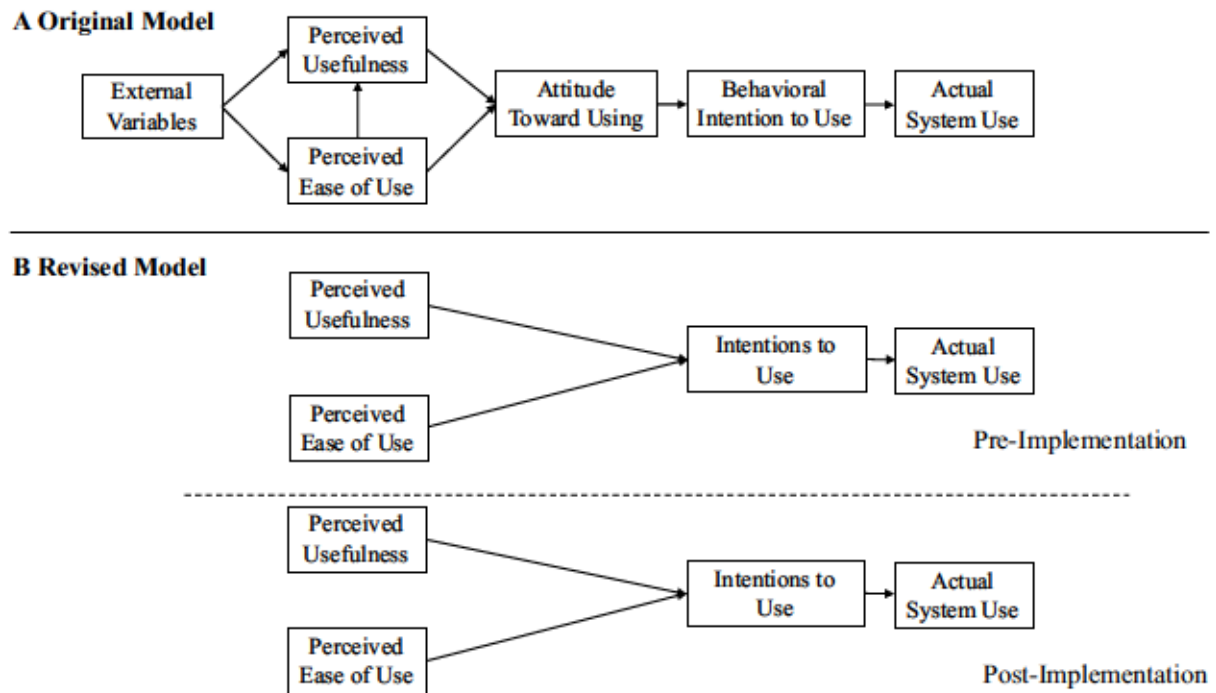 A Original Model
External
Variables
Perceived
Usefulness
Perceived
Ease of Use
Attitude
Toward Using
Behavioral
Intention to Use
Actual
System Use
B Revised Model
Perceived
Usefulness
Perceived
Ease of Use
Intentions to
Use
Actual
System Use
Pre-Implementation
Perceived
Usefulness
Perceived
Ease of Use
Intentions to
Use
Actual
System Use
Post-Implementation